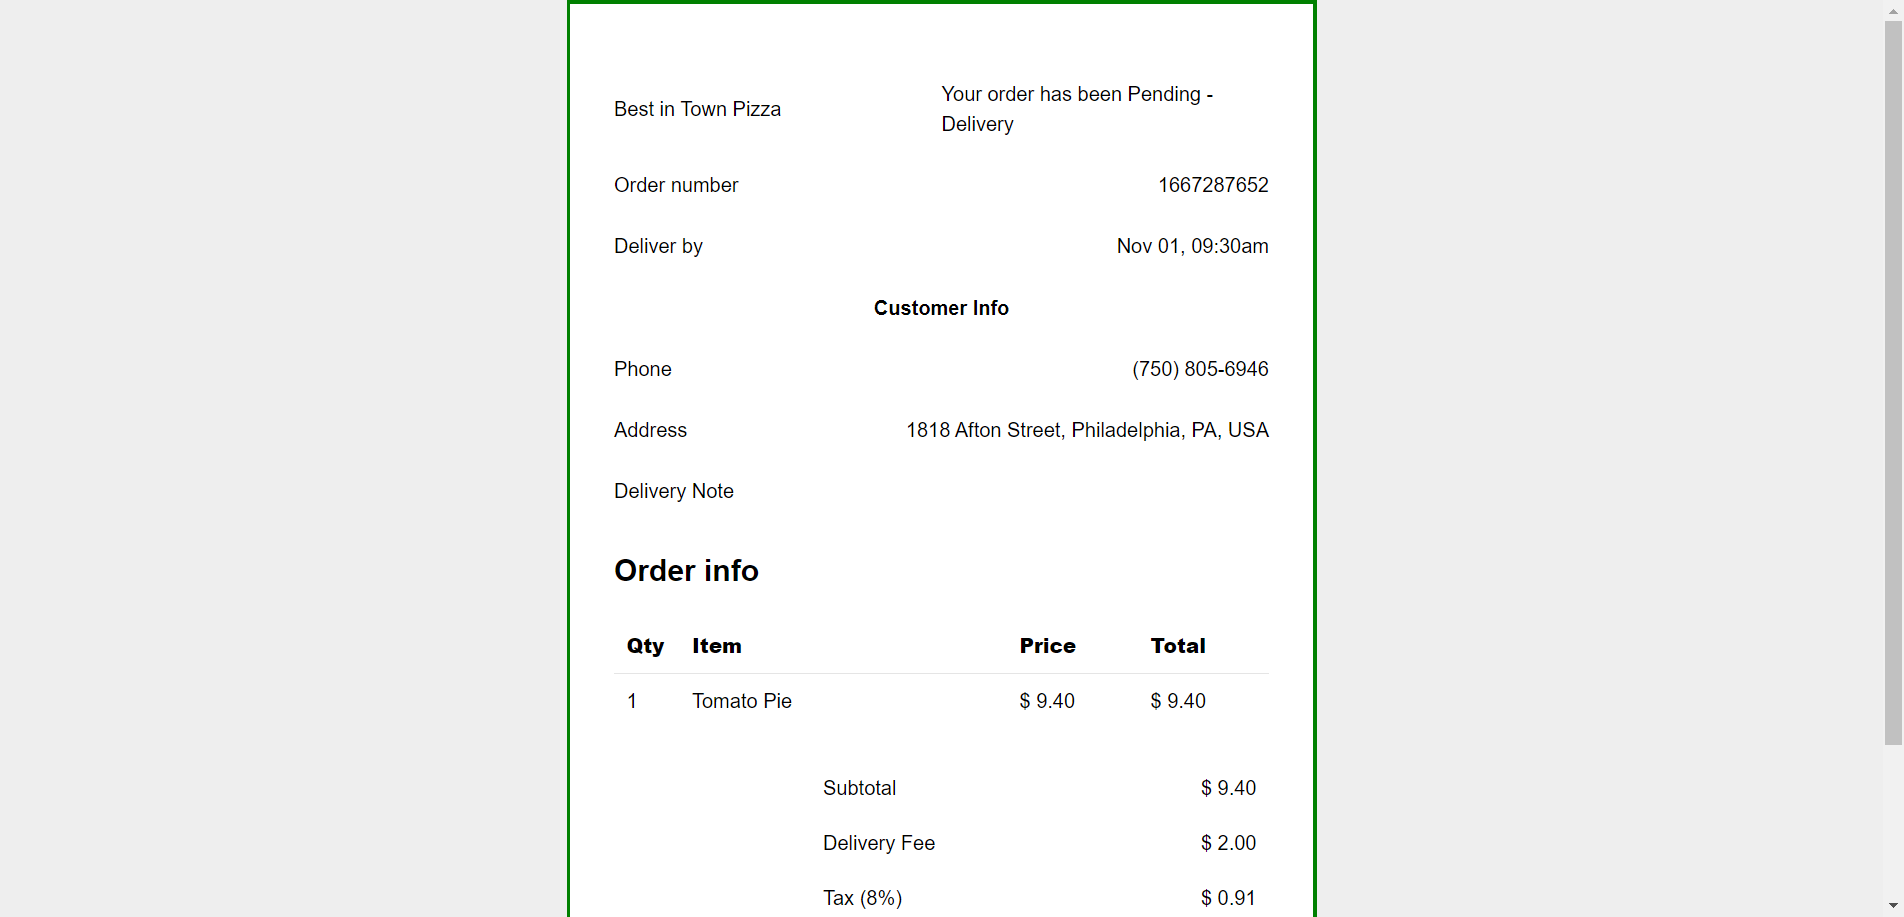 Best in Town Pizza
Your order has been Pending -
Delivery
Order number 1667287652
Deliver by Nov 01, 09:30am
Customer Info
Phone (750) 805-6946
Address 1818 Afton Street, Philadelphia, PA, USA
Delivery Note
Order info
Qty Item Price Total
1 Tomato Pie $ 9.40 $ 9.40
Subtotal $ 9.40
Delivery Fee $ 2.00
Tax (8%) $ 0.91